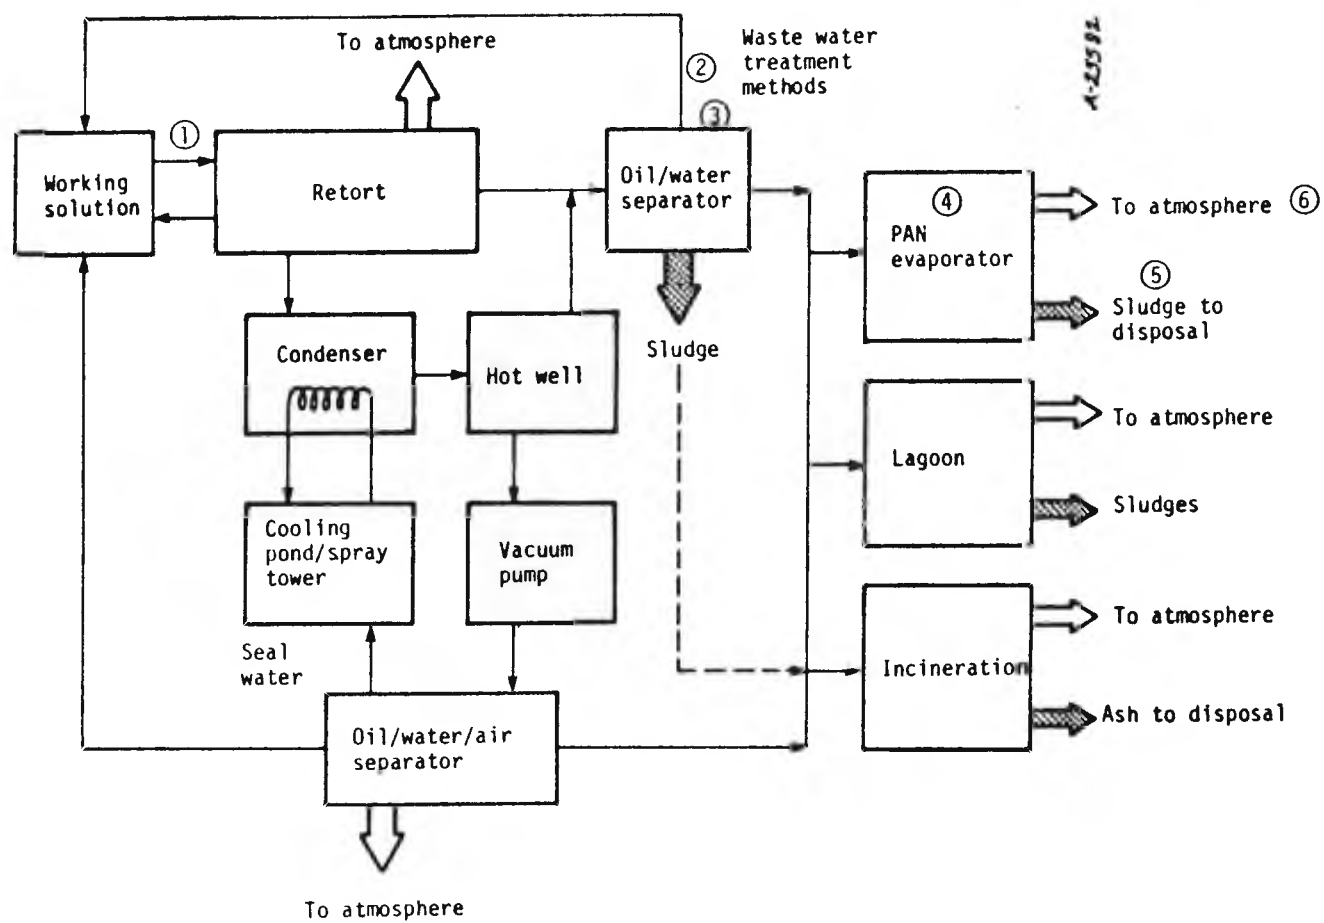 To atmosphere
Waste water
treatment
methods
②
③
A-23582
①
Working
solution
Retort
Oil/water
separator
④
PAN
evaporator
To atmosphere ⑥
⑤
Sludge to
disposal
Condenser
Hot well
Sludge
To atmosphere
Lagoon
Sludges
Cooling
pond/spray
tower
Vacuum
pump
To atmosphere
Seal
water
Incineration
Ash to disposal
Oil/water/air
separator
To atmosphere